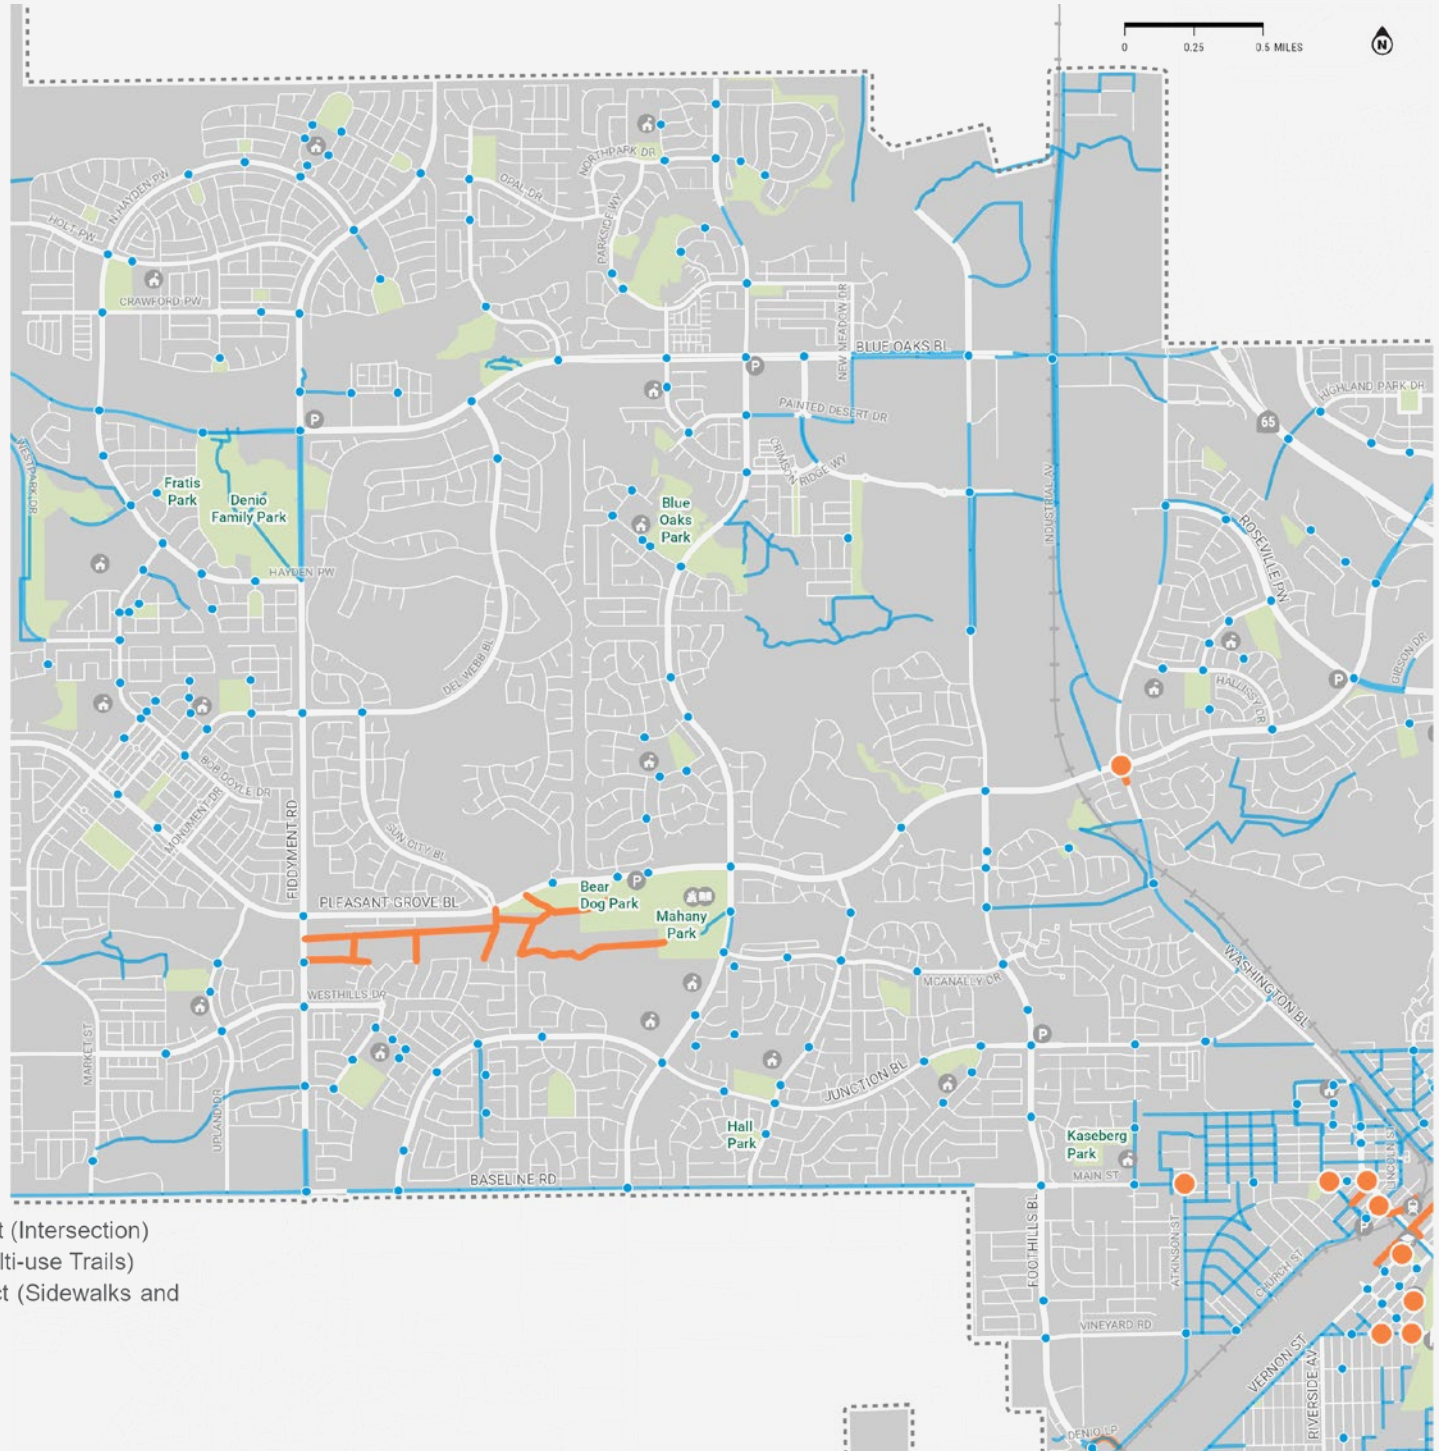 0 0.25 0.5 MILES
N
N HAYDEN PW
HOLT PW
CRAWFORD PW
OPAL DR
NORTHPARK DR
PARKSIDE WY
NEW MEADOW DR
BLUE OAKS BL
P
PAINTED DESERT DR
CRIMSON RIDGE WY
INDUSTRIAL AV
65
HIGHLAND PARK DR
P
WESTPARK DR
Fratis
Park
Denio
Family Park
HAYDEN PW
Blue
Oaks
Park
ROSEVILLE PW
GIBSON DR
P
HALLISSY DR
DEL WEBB BL
BOB DOYLE DR
MONUMENT DR
SUN CITY BL
FIDDYMENT RD
PLEASANT GROVE BL
Bear
Dog Park
P
Mahany
Park
MCANALLY DR
WASHINGTON BL
WESTHILLS DR
MARKET ST
UPLAND DR
P
JUNCTION BL
Hall
Park
Kaseberg
Park
MAIN ST
LINCOLN ST
BASELINE RD
FOOTHILLS BL
ATKINSON ST
CHURCH ST
P
VINEYARD RD
VERNON ST
RIVERSIDE AV
DENIO LP
t (Intersection)
lti-use Trails)
ct (Sidewalks and